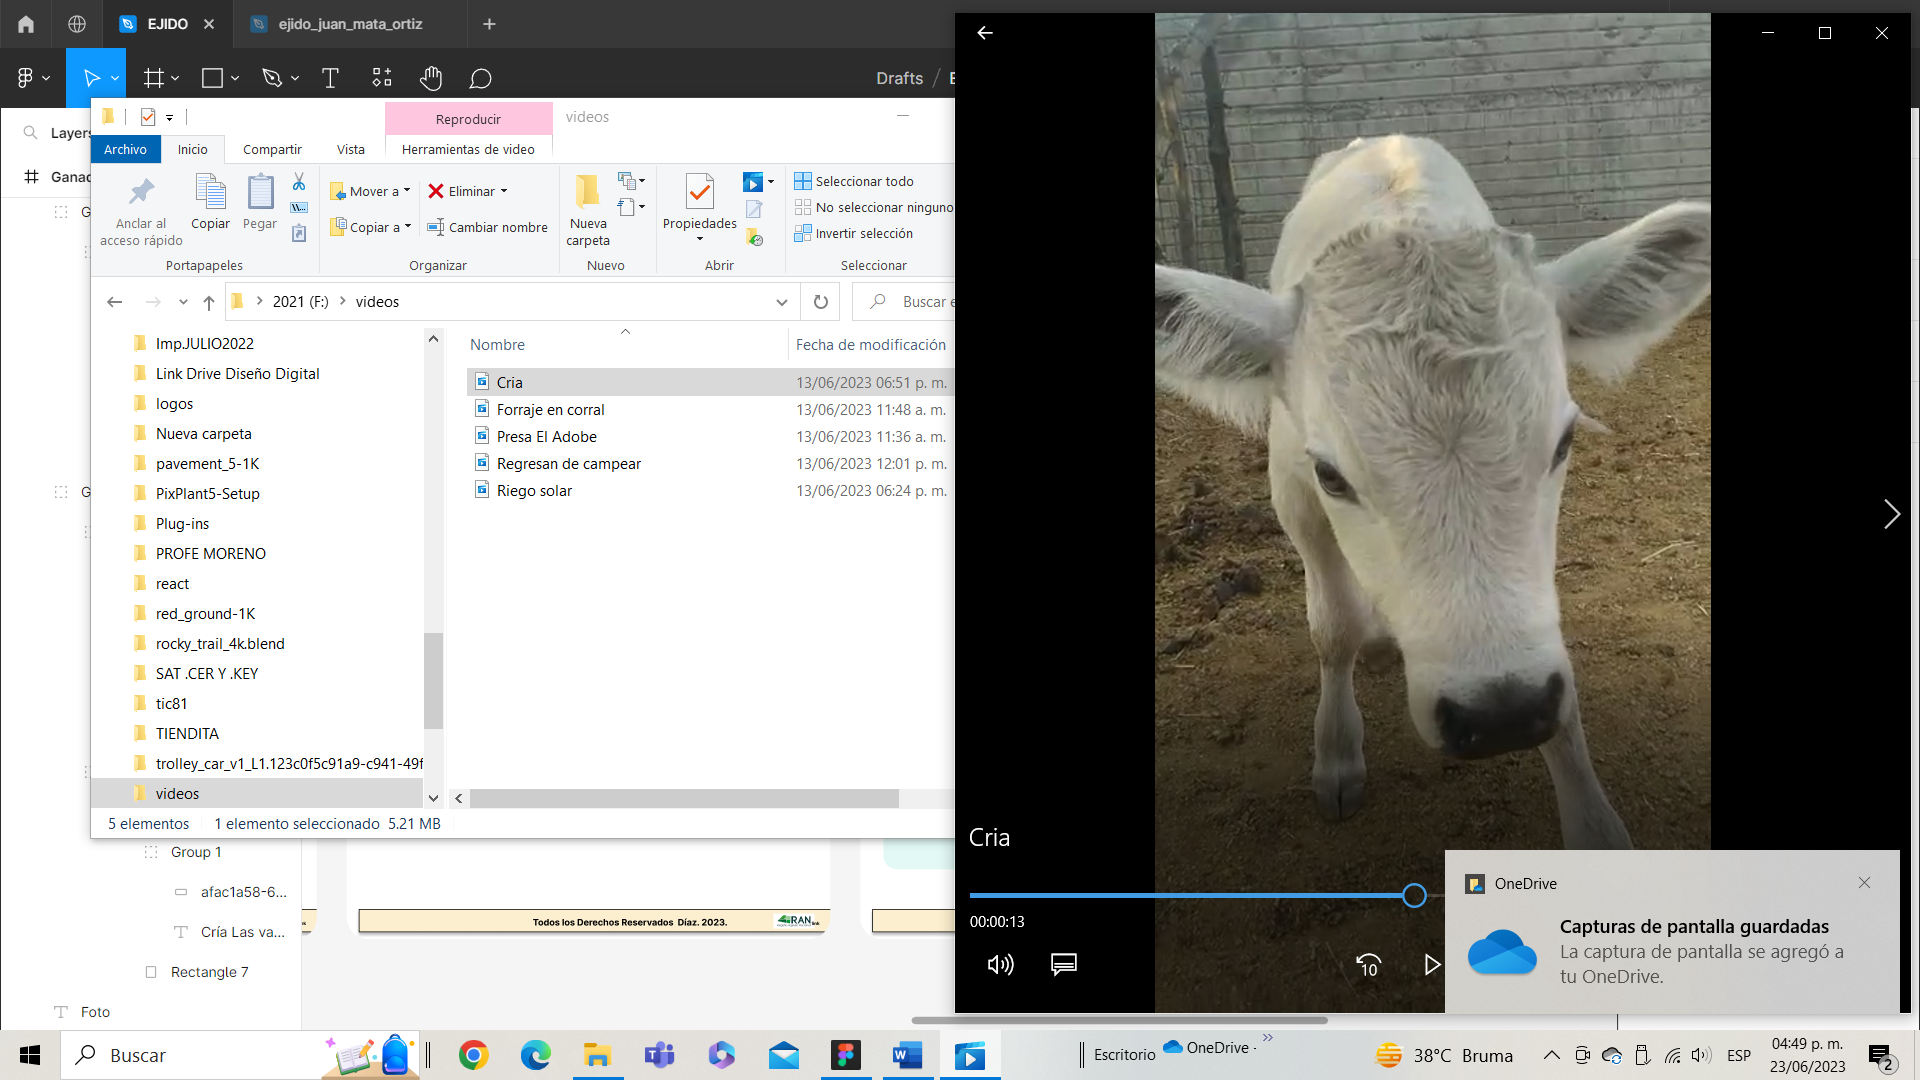 EJIDO
ejido_juan_mata_ortiz
Drafts /
Layers
Ganad
Reproducir
videos
Archivo
Inicio
Compartir
Vista
Herramientas de video
Anclar al
acceso rápido
Copiar
Pegar
Mover a
Copiar a
Eliminar
Cambiar nombre
Nueva
carpeta
Propiedades
Seleccionar todo
No seleccionar ninguno
Invertir selección
Portapapeles
Organizar
Nuevo
Abrir
Seleccionar
2021 (F:)
videos
Buscar e
Imp.JULIO2022
Link Drive Diseño Digital
logos
Nueva carpeta
pavement_5-1K
PixPlant5-Setup
Plug-ins
PROFE MORENO
react
red_ground-1K
rocky_trail_4k.blend
SAT .CER Y .KEY
tic81
TIENDITA
trolley_car_v1_L1.123c0f5c91a9-c941-49f
videos
Nombre
Fecha de modificación
Cria
13/06/2023 06:51 p. m.
Forraje en corral
13/06/2023 11:48 a. m.
Presa El Adobe
13/06/2023 11:36 a. m.
Regresan de campear
13/06/2023 12:01 p. m.
Riego solar
13/06/2023 06:24 p. m.
5 elementos
1 elemento seleccionado 5.21 MB
Group 1
afac1a58-6...
Cría Las va...
Rectangle 7
Foto
Todos los Derechos Reservados Díaz. 2023.
RAN
Cria
00:00:13
10
OneDrive
Capturas de pantalla guardadas
La captura de pantalla se agregó a
tu OneDrive.
Buscar
Escritorio
OneDrive -
38°C Bruma
ESP
04:49 p. m.
23/06/2023
2